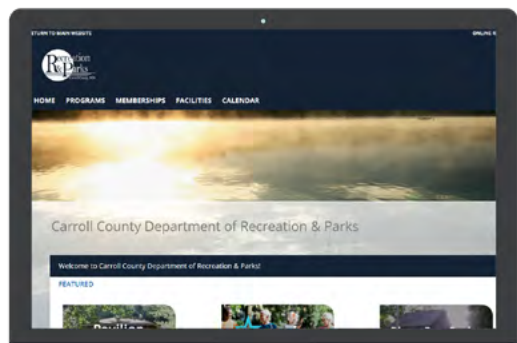 RETURN TO MAIN WEBSITE
ONLINE
Recreation
& Parks
HOME PROGRAMS MEMBERSHIPS FACILITIES CALENDAR
Carroll County Department of Recreation & Parks
Welcome to Carroll County Department of Recreation & Parks!
FEATURED
Pavilion